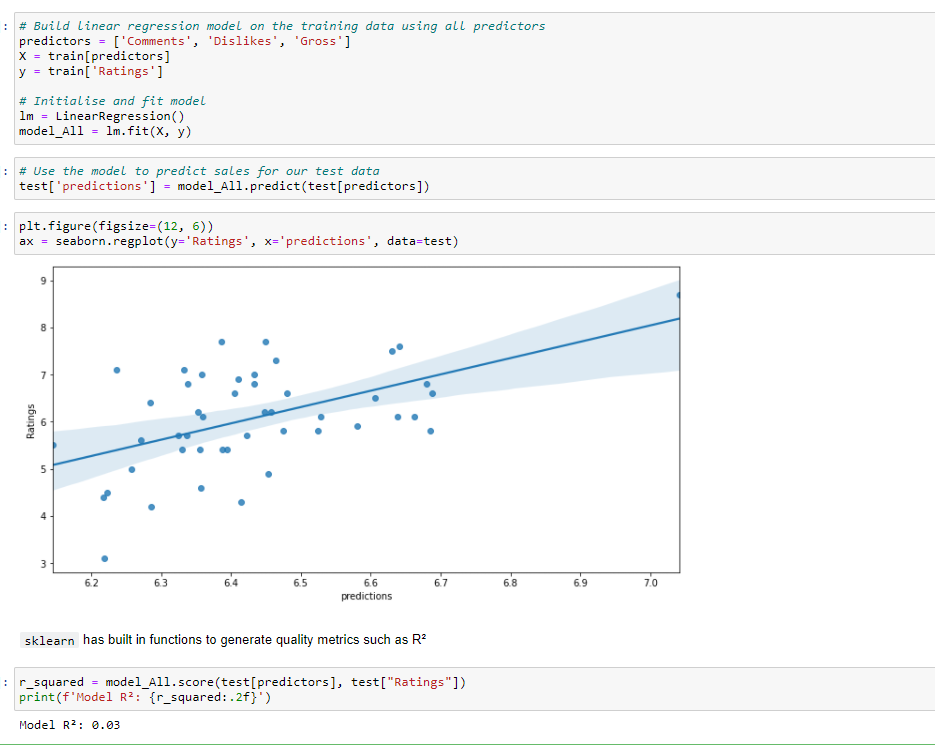 : # Build linear regression model on the training data using all predictors
predictors = ['Comments', 'Dislikes', 'Gross']
X = train[predictors]
y = train['Ratings']
# Initialise and fit model
lm = LinearRegression()
model_All = lm.fit(X, y)
: # Use the model to predict sales for our test data
test['predictions'] = model_All.predict(test[predictors])
: plt.figure(figsize=(12, 6))
ax = seaborn.regplot(y='Ratings', x='predictions', data=test)
9
8
7
6
5
4
3
Ratings
6.2 6.3 6.4 6.5 6.6 6.7 6.8 6.9 7.0
predictions
sklearn has built in functions to generate quality metrics such as R²
: r_squared = model_All.score(test[predictors], test["Ratings"])
print(f'Model R²: {r_squared:.2f}')
Model R²: 0.03